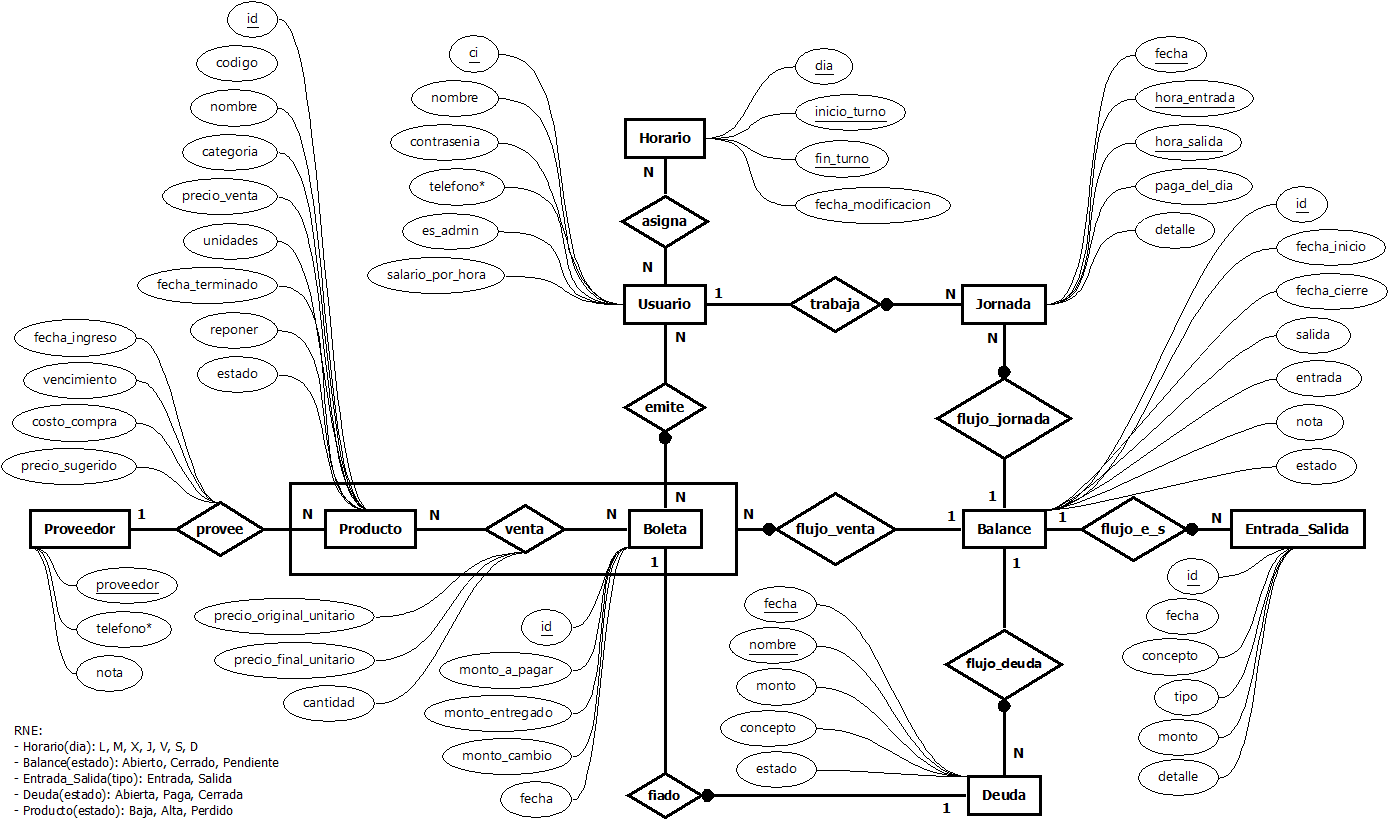 id
codigo
nombre
categoria
precio_venta
unidades
fecha_terminado
reponer
estado
ci
nombre
contrasenia
telefono*
es_admin
salario_por_hora
Horario
N
asigna
N
dia
inicio_turno
fin_turno
fecha_modificacion
fecha
hora_entrada
hora_salida
paga_del_dia
detalle
id
fecha_inicio
fecha_cierre
salida
entrada
nota
estado
Usuario
1
trabaja
N
Jornada
N
emite
N
N
flujo_jornada
1
fecha_ingreso
vencimiento
costo_compra
precio_sugerido
Proveedor
1
provee
N
Producto
N
venta
N
Boleta
1
N
flujo_venta
1
Balance
1
1
flujo_e_s
N
Entrada_Salida
proveedor
telefono*
nota
precio_original_unitario
precio_final_unitario
cantidad
id
monto_a_pagar
monto_entregado
monto_cambio
fecha
fecha
nombre
monto
concepto
estado
flujo_deuda
N
id
fecha
concepto
tipo
monto
detalle
fiado
1
Deuda
RNE:
- Horario(dia): L, M, X, J, V, S, D
- Balance(estado): Abierto, Cerrado, Pendiente
- Entrada_Salida(tipo): Entrada, Salida
- Deuda(estado): Abierta, Paga, Cerrada
- Producto(estado): Baja, Alta, Perdido